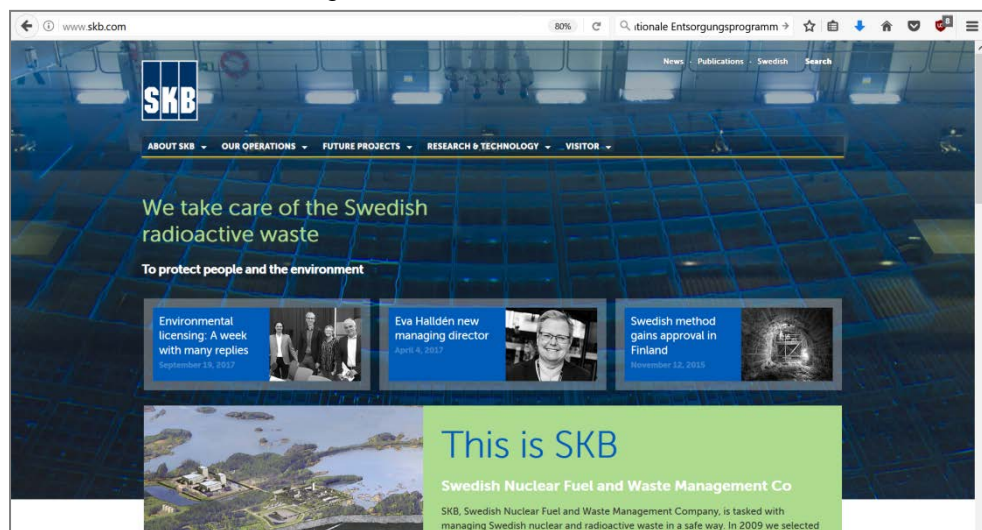 www.skb.com
80%
itionale Entsorgungsprogramm
8
News · Publications · Swedish Search
SKB
ABOUT SKB OUR OPERATIONS FUTURE PROJECTS RESEARCH & TECHNOLOGY VISITOR
We take care of the Swedish
radioactive waste
To protect people and the environment
Environmental
licensing: A week
with many replies
September 19, 2017
Eva Halldén new
managing director
April 4, 2017
Swedish method
gains approval in
Finland
November 12, 2015
This is SKB
Swedish Nuclear Fuel and Waste Management Co
SKB, Swedish Nuclear Fuel and Waste Management Company, is tasked with
managing Swedish nuclear and radioactive waste in a safe way. In 2009 we selected